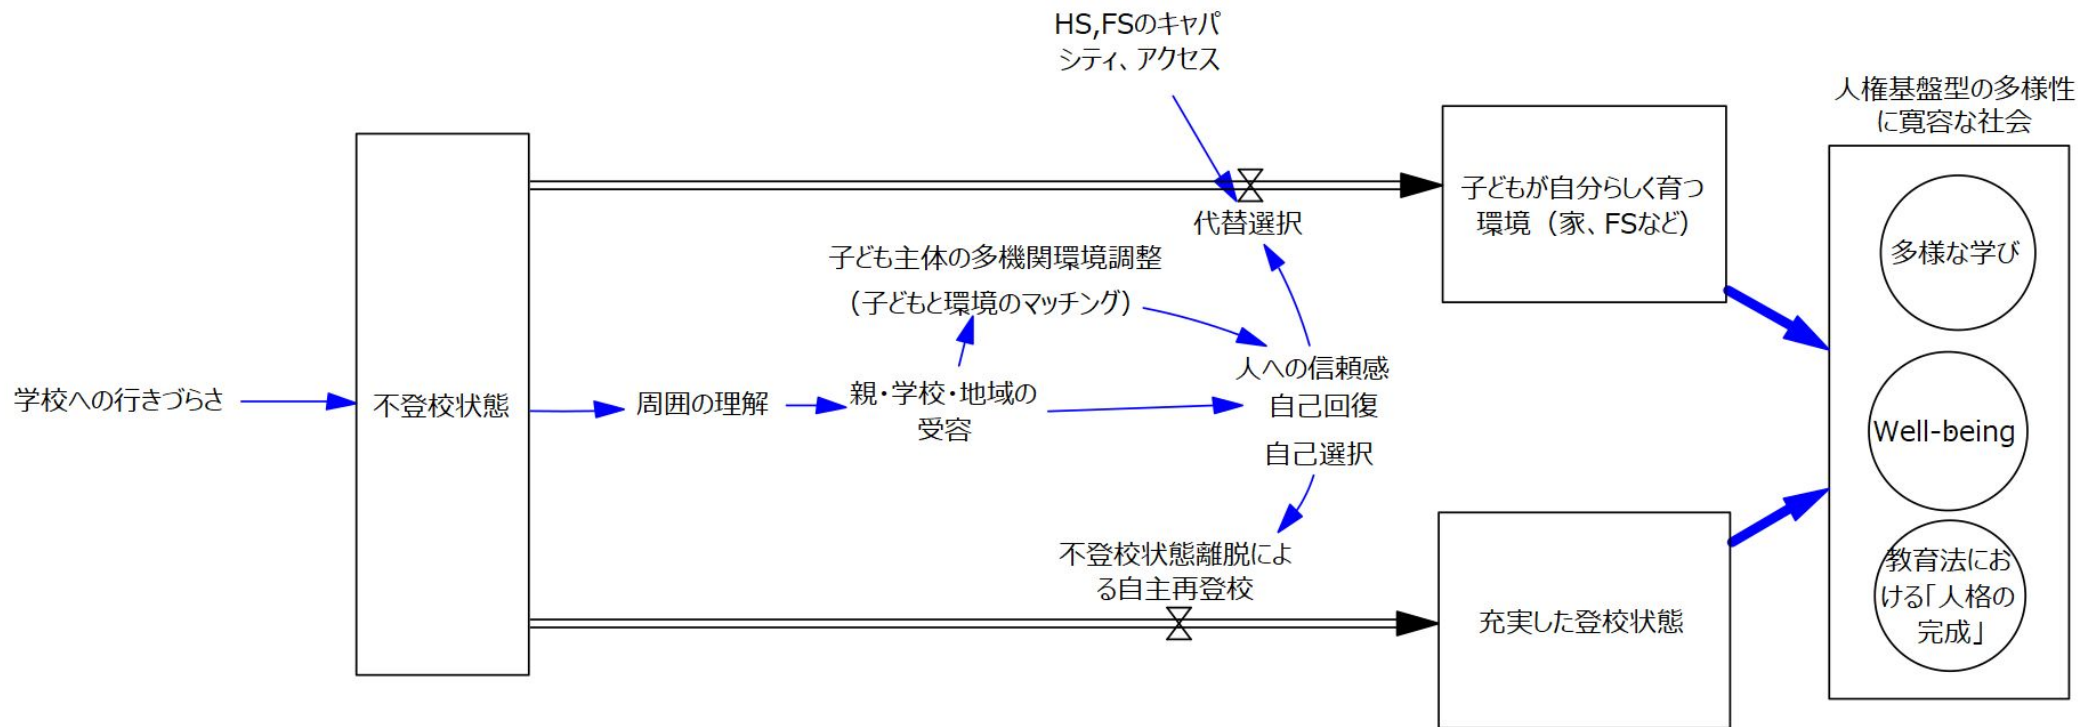 HS,FSのキャパ
シティ、アクセス
人権基盤型の多様性
に寛容な社会
子どもが自分らしく育つ
環境（家、FSなど）
代替選択
多様な学び
子ども主体の多機関環境調整
（子どもと環境のマッチング）
学校への行きづらさ
不登校状態
周囲の理解
親・学校・地域の
受容
人への信頼感
自己回復
自己選択
Well-being
不登校状態離脱によ
る自主再登校
充実した登校状態
教育法にお
ける「人格の
完成」